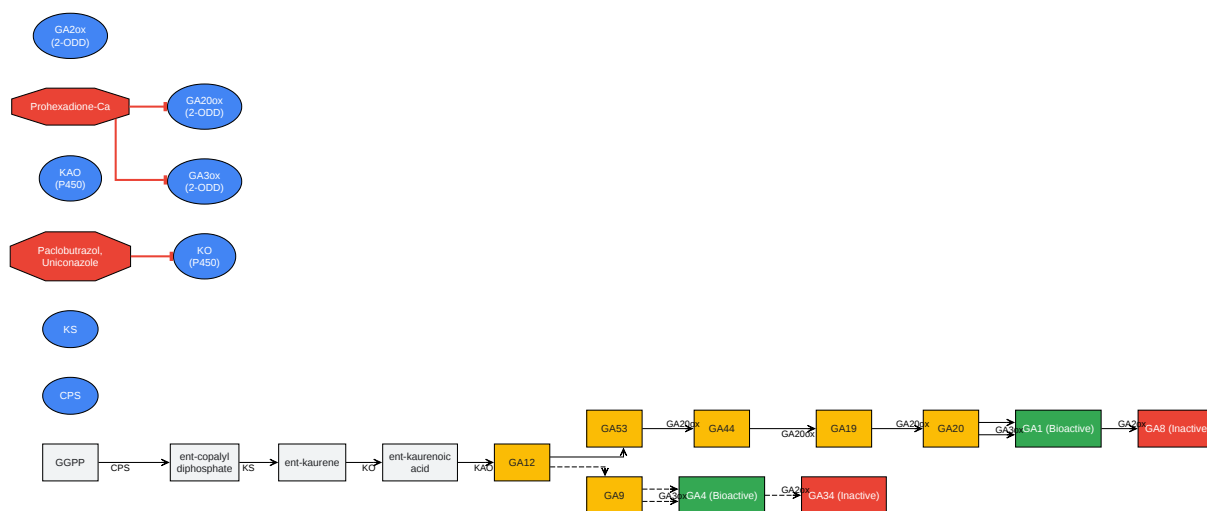 GA2ox
(2-ODD)
Prohexadione-Ca
GA20ox
(2-ODD)
KAO
(P450)
GA3ox
(2-ODD)
Paclobutrazol,
Uniconazole
KO
(P450)
KS
CPS
GGPP
CPS
ent-copalyl
diphosphate
KS
ent-kaurene
KO
ent-kaurenoic
acid
KAO
GA12
GA53
GA20ox
GA44
GA20ox
GA19
GA20ox
GA20
GA3ox
GA1 (Bioactive)
GA2ox
GA8 (Inactive
GA9
GA3ox
GA4 (Bioactive)
GA2ox
GA34 (Inactive)